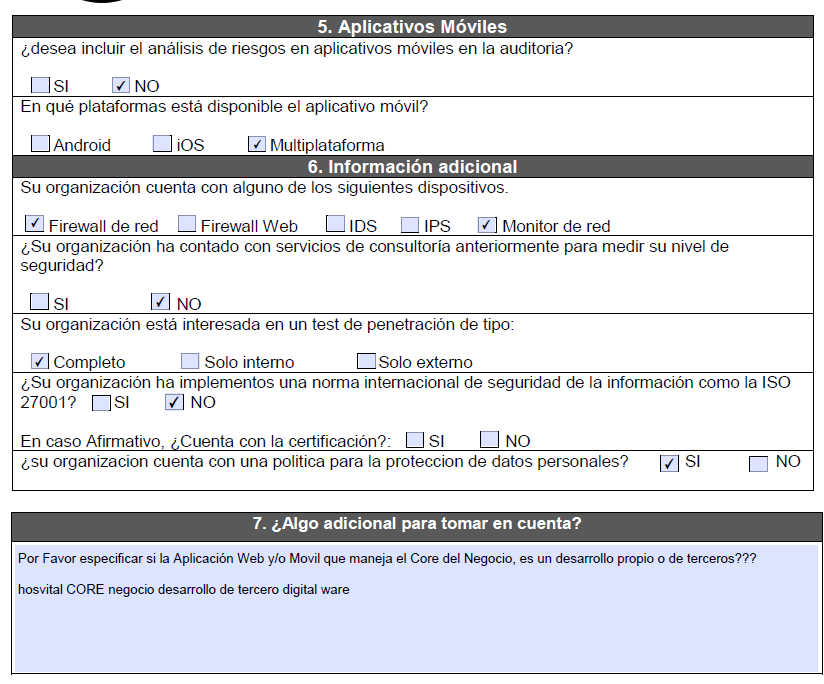 5. Aplicativos Móviles
¿desea incluir el análisis de riesgos en aplicativos móviles en la auditoria?
SI ✓ NO
En qué plataformas está disponible el aplicativo móvil?
Android iOS ✓ Multiplataforma
6. Información adicional
Su organización cuenta con alguno de los siguientes dispositivos.
✓ Firewall de red Firewall Web IDS IPS ✓ Monitor de red
¿Su organización ha contado con servicios de consultoría anteriormente para medir su nivel de
seguridad?
SI ✓ NO
Su organización está interesada en un test de penetración de tipo:
✓ Completo Solo interno Solo externo
¿Su organización ha implementos una norma internacional de seguridad de la información como la ISO
27001? SI ✓ NO
En caso Afirmativo, ¿Cuenta con la certificación?: SI NO
¿su organizacion cuenta con una politica para la proteccion de datos personales? ✓ SI NO
7. ¿Algo adicional para tomar en cuenta?
Por Favor especificar si la Aplicación Web y/o Movil que maneja el Core del Negocio, es un desarrollo propio o de terceros???
hosvital CORE negocio desarrollo de tercero digital ware